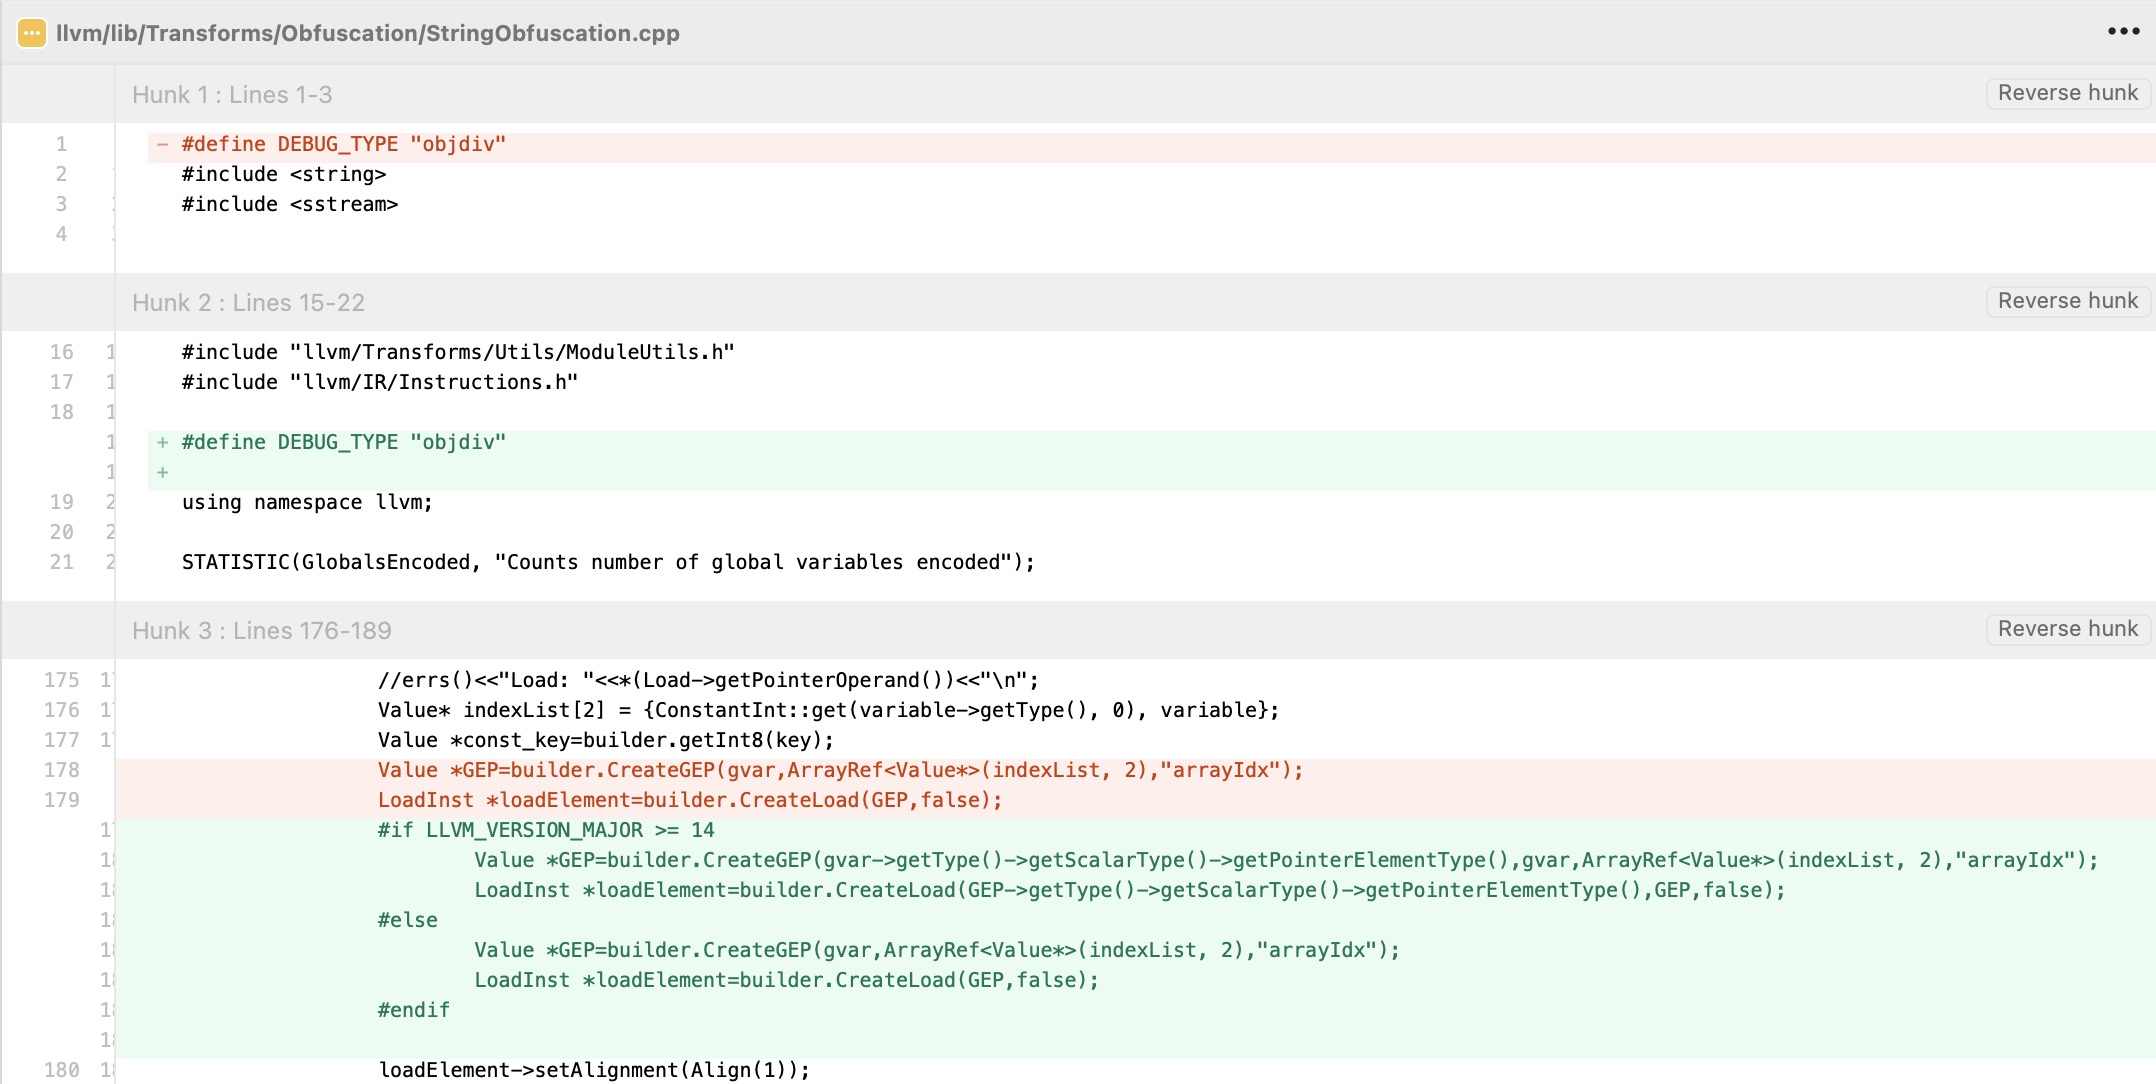 llvm/lib/Transforms/Obfuscation/StringObfuscation.cpp
Hunk 1 : Lines 1-3 Reverse hunk
1 - #define DEBUG_TYPE "objdiv"
2 #include <string>
3 #include <sstream>
4
Hunk 2 : Lines 15-22 Reverse hunk
16 1 #include "llvm/Transforms/Utils/ModuleUtils.h"
17 1 #include "llvm/IR/Instructions.h"
18 1
1 + #define DEBUG_TYPE "objdiv"
1 +
19 2 using namespace llvm;
20 2
21 2 STATISTIC(GlobalsEncoded, "Counts number of global variables encoded");
Hunk 3 : Lines 176-189 Reverse hunk
175 1 //errs()<<"Load: "<<*(Load->getPointerOperand())<<"\n";
176 1 Value* indexList[2] = {ConstantInt::get(variable->getType(), 0), variable};
177 1 Value *const_key=builder.getInt8(key);
178 Value *GEP=builder.CreateGEP(gvar,ArrayRef<Value*>(indexList, 2),"arrayIdx");
179 LoadInst *loadElement=builder.CreateLoad(GEP,false);
1 #if LLVM_VERSION_MAJOR >= 14
1 Value *GEP=builder.CreateGEP(gvar->getType()->getScalarType()->getPointerElementType(),gvar,ArrayRef<Value*>(indexList, 2),"arrayIdx");
1 LoadInst *loadElement=builder.CreateLoad(GEP->getType()->getScalarType()->getPointerElementType(),GEP,false);
1 #else
1 Value *GEP=builder.CreateGEP(gvar,ArrayRef<Value*>(indexList, 2),"arrayIdx");
1 LoadInst *loadElement=builder.CreateLoad(GEP,false);
1 #endif
1
180 1 loadElement->setAlignment(Align(1));